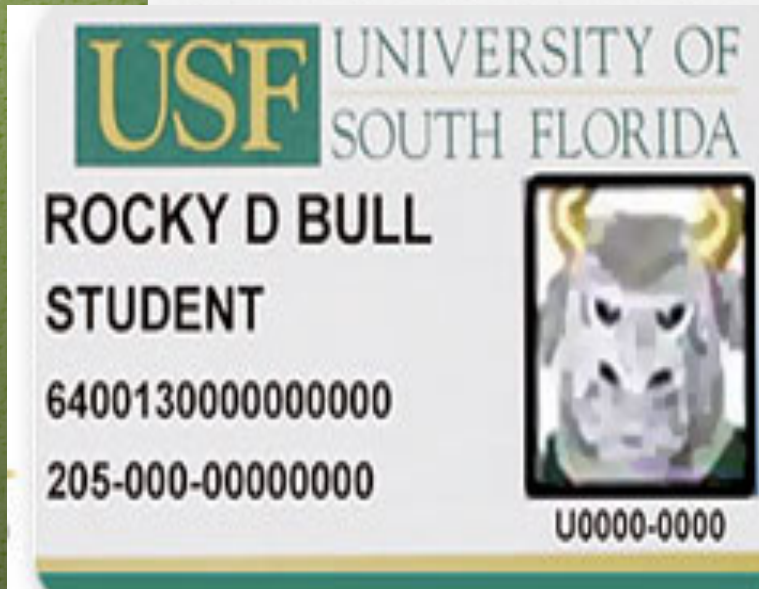 USF UNIVERSITY OF
SOUTH FLORIDA
ROCKY D BULL
STUDENT
6400130000000000
205-000-00000000
U0000-0000